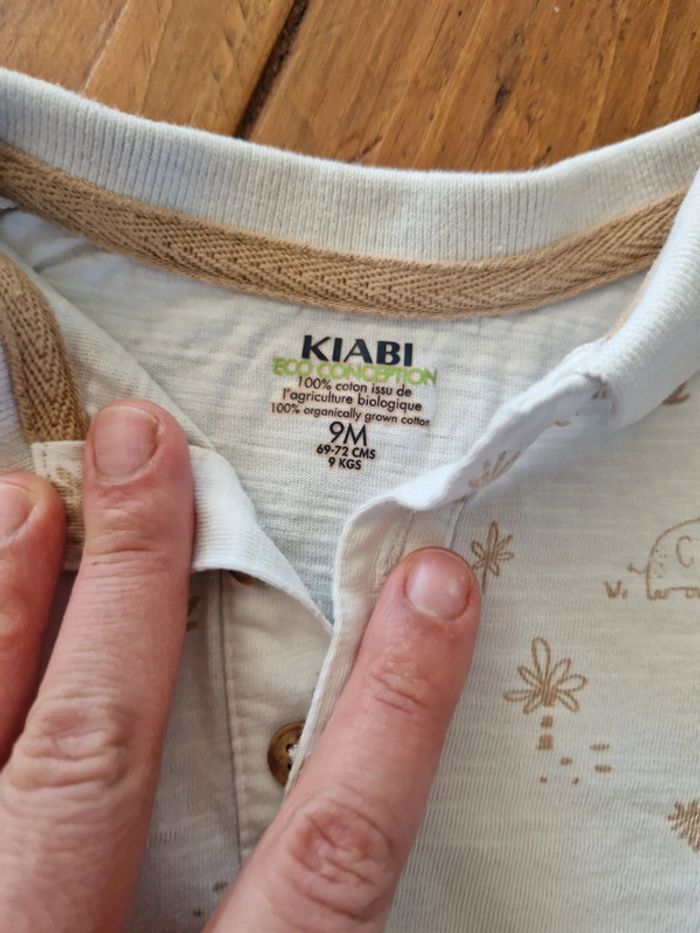 KIABI
ECO CONCEPTION
100% coton issu de
l'agriculture biologique
100% organically grown cotton
9M
69-72 CMS
9 KGS